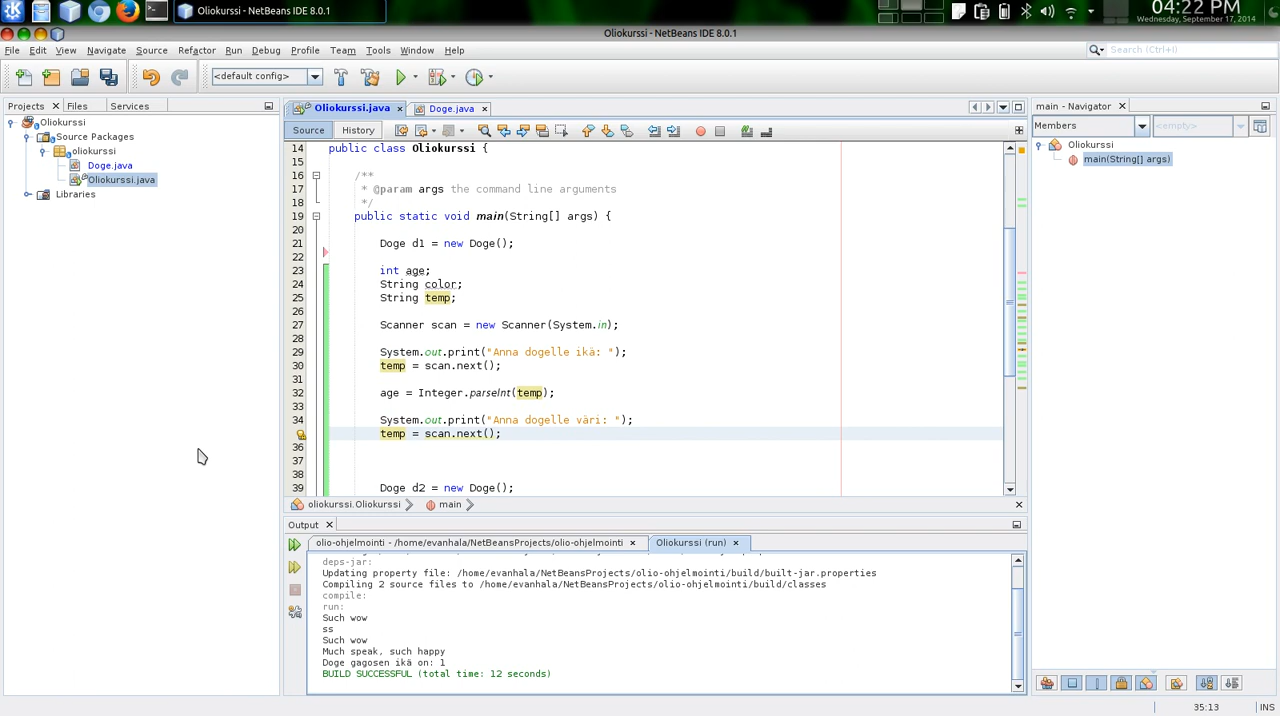 Oliokurssi - NetBeans IDE 8.0.1
04:22 PM
Wednesday, September 17, 2014
Oliokurssi - NetBeans IDE 8.0.1
File Edit View Navigate Source Refactor Run Debug Profile Team Tools Window Help
Search (Ctrl+I)
<default config>
Projects Files Services
Oliokurssi.java Doge.java
main - Navigator
Source History
Members <empty>
Oliokurssi
Source Packages
oliokurssi
Doge.java
Oliokurssi.java
Libraries
14 public class Oliokurssi {
15
16 /**
17 * @param args the command line arguments
18 */
19 public static void main(String[] args) {
20
21 Doge d1 = new Doge();
22
23 int age;
24 String color;
25 String temp;
26
27 Scanner scan = new Scanner(System.in);
28
29 System.out.print("Anna dogelle ikä: ");
30 temp = scan.next();
31
32 age = Integer.parseInt(temp);
33
34 System.out.print("Anna dogelle väri: ");
temp = scan.next();
36
37
38
39 Doge d2 = new Doge();
Oliokurssi
main(String[] args)
oliokurssi.Oliokurssi main
Output
olio-ohjelmointi - /home/evanhala/NetBeansProjects/olio-ohjelmointi Oliokurssi (run)
deps-jar:
Updating property file: /home/evanhala/NetBeansProjects/olio-ohjelmointi/build/built-jar.properties
Compiling 2 source files to /home/evanhala/NetBeansProjects/olio-ohjelmointi/build/classes
compile:
run:
Such wow
ss
Such wow
Much speak, such happy
Doge gagosen ikä on: 1
BUILD SUCCESSFUL (total time: 12 seconds)
35:13 INS